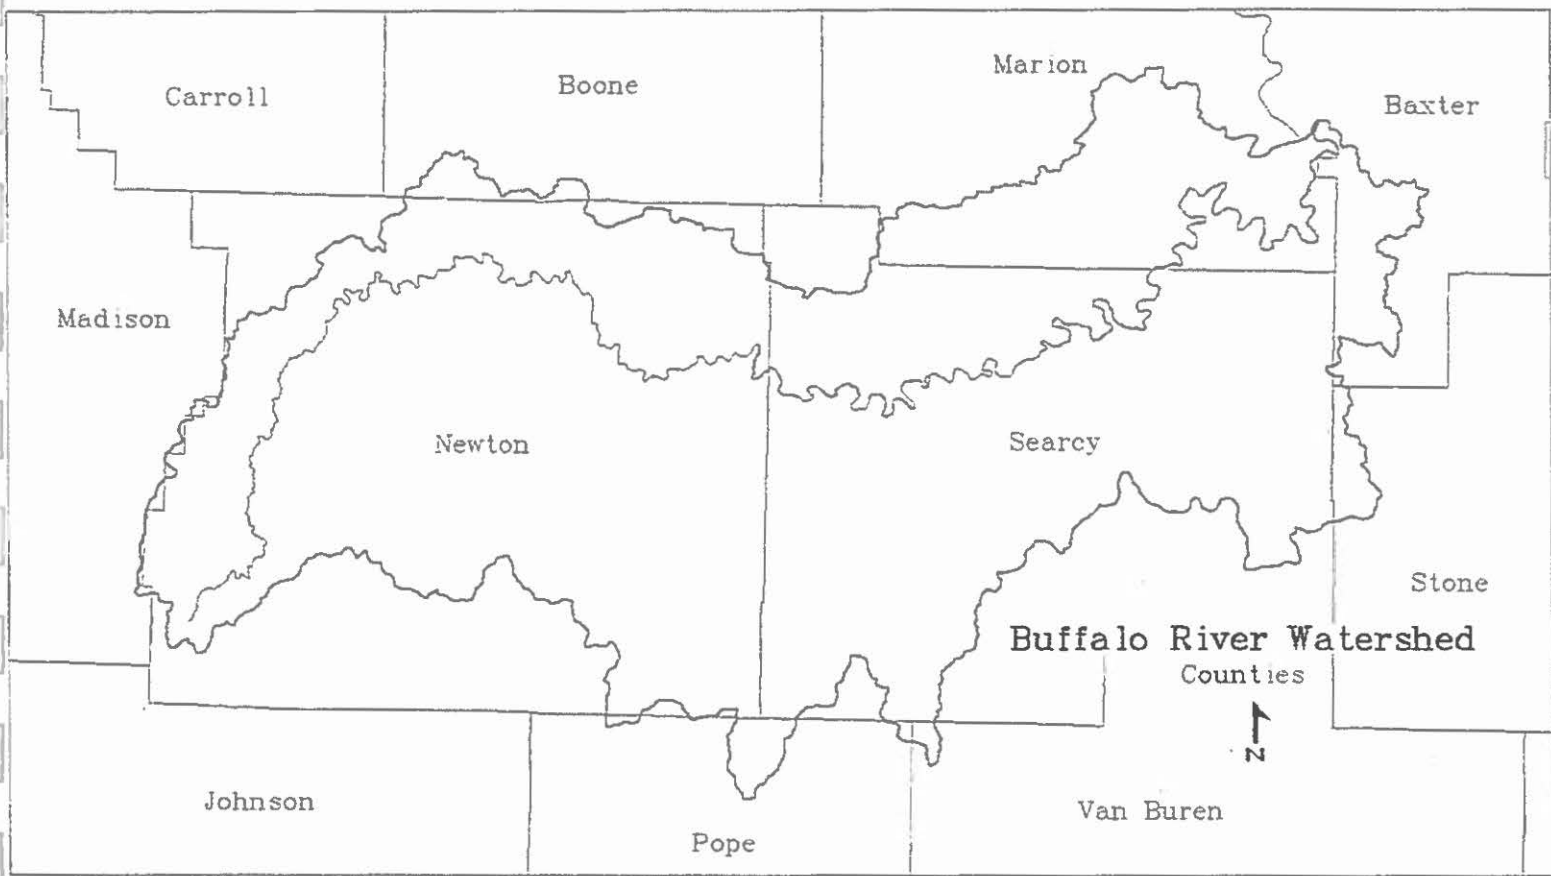 Marion
Boone
Carroll
Baxter
Madison
Newton
Searcy
Stone
Buffalo River Watershed
Counties
N
Johnson
Van Buren
Pope